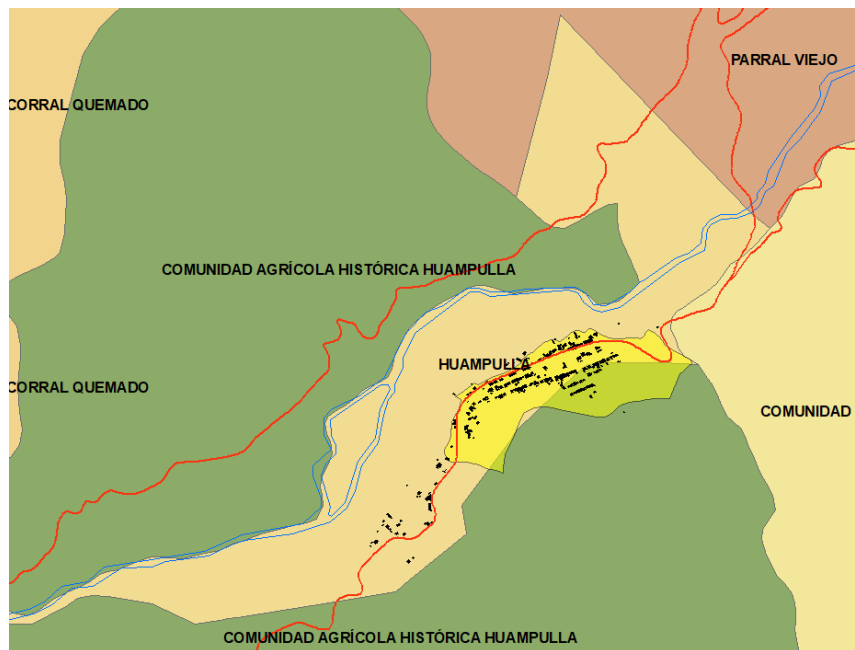 PARRAL VIEJO
CORRAL QUEMADO
COMUNIDAD AGRÍCOLA HISTÓRICA HUAMPULLA
HUAMPULLA
CORRAL QUEMADO
COMUNIDAD
COMUNIDAD AGRÍCOLA HISTÓRICA HUAMPULLA